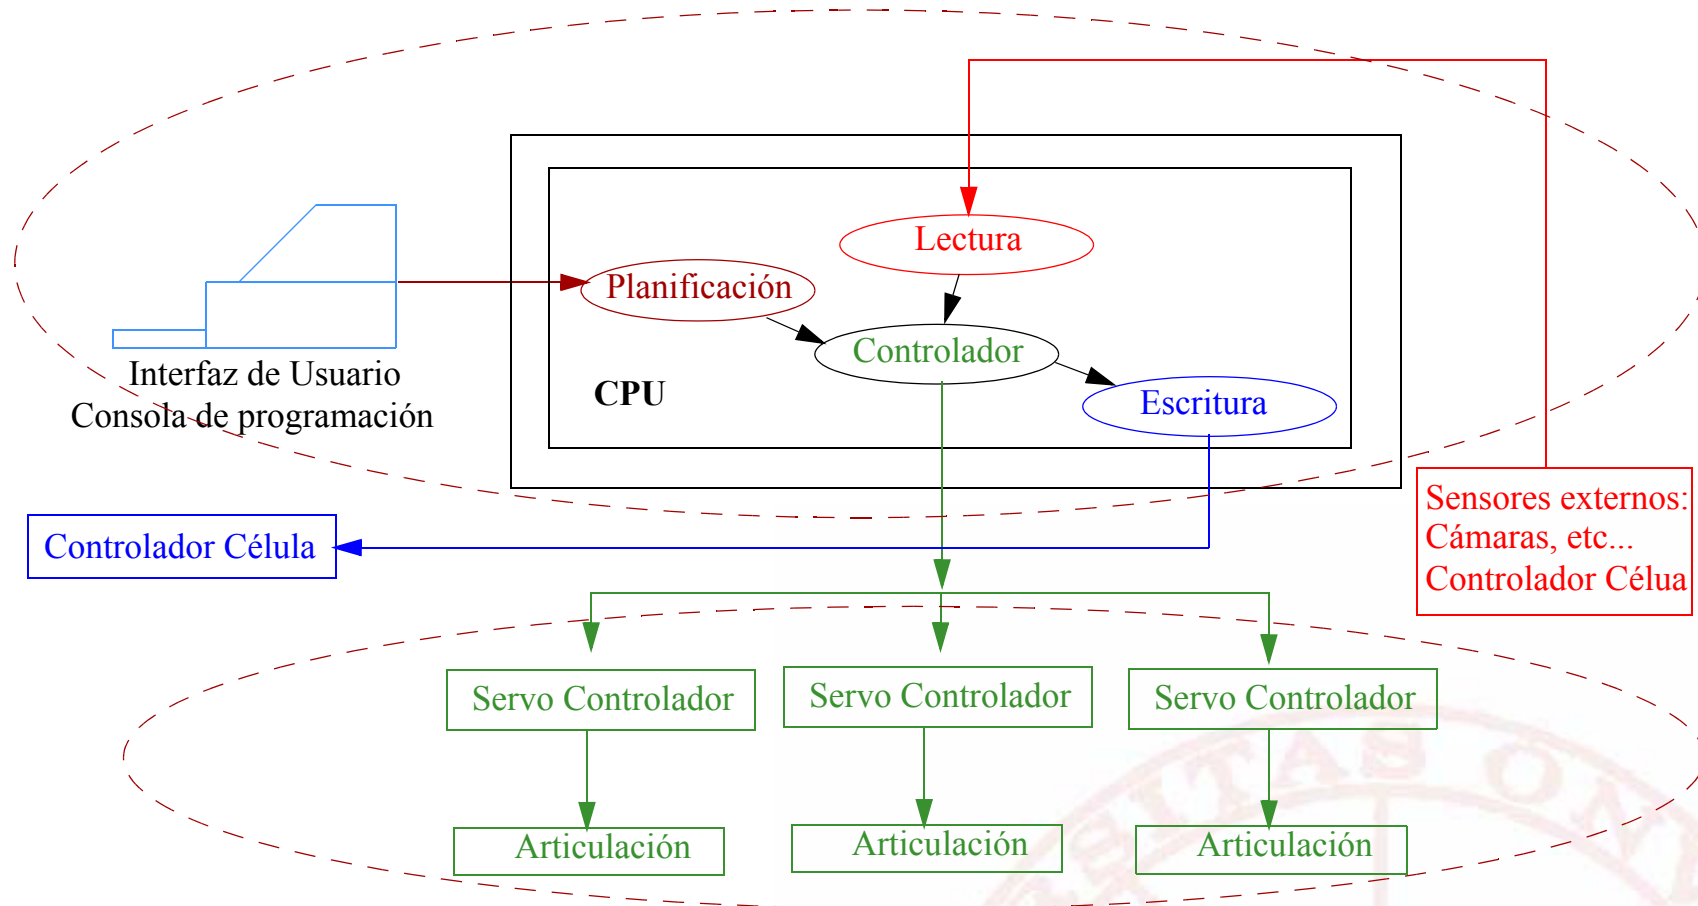 Lectura
Planificación
Controlador
CPU
Escritura
Interfaz de Usuario
Consola de programación
Sensores externos:
Cámaras, etc...
Controlador Célua
Controlador Célula
Servo Controlador
Servo Controlador
Servo Controlador
Articulación
Articulación
Articulación